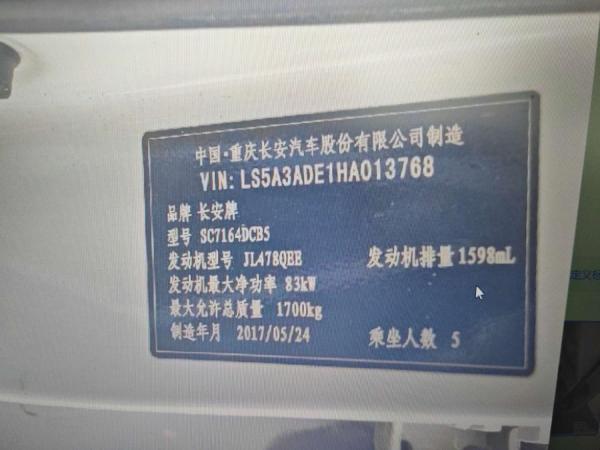 中国·重庆长安汽车股份有限公司制造
VIN: LS5A3ADE1HA013768
品牌 长安牌
型号 SC7164DCB5
发动机型号 JL478QEE 发动机排量 1598mL
发动机最大净功率 83kW
最大允许总质量 1700kg
制造年月 2017/05/24 乘坐人数 5